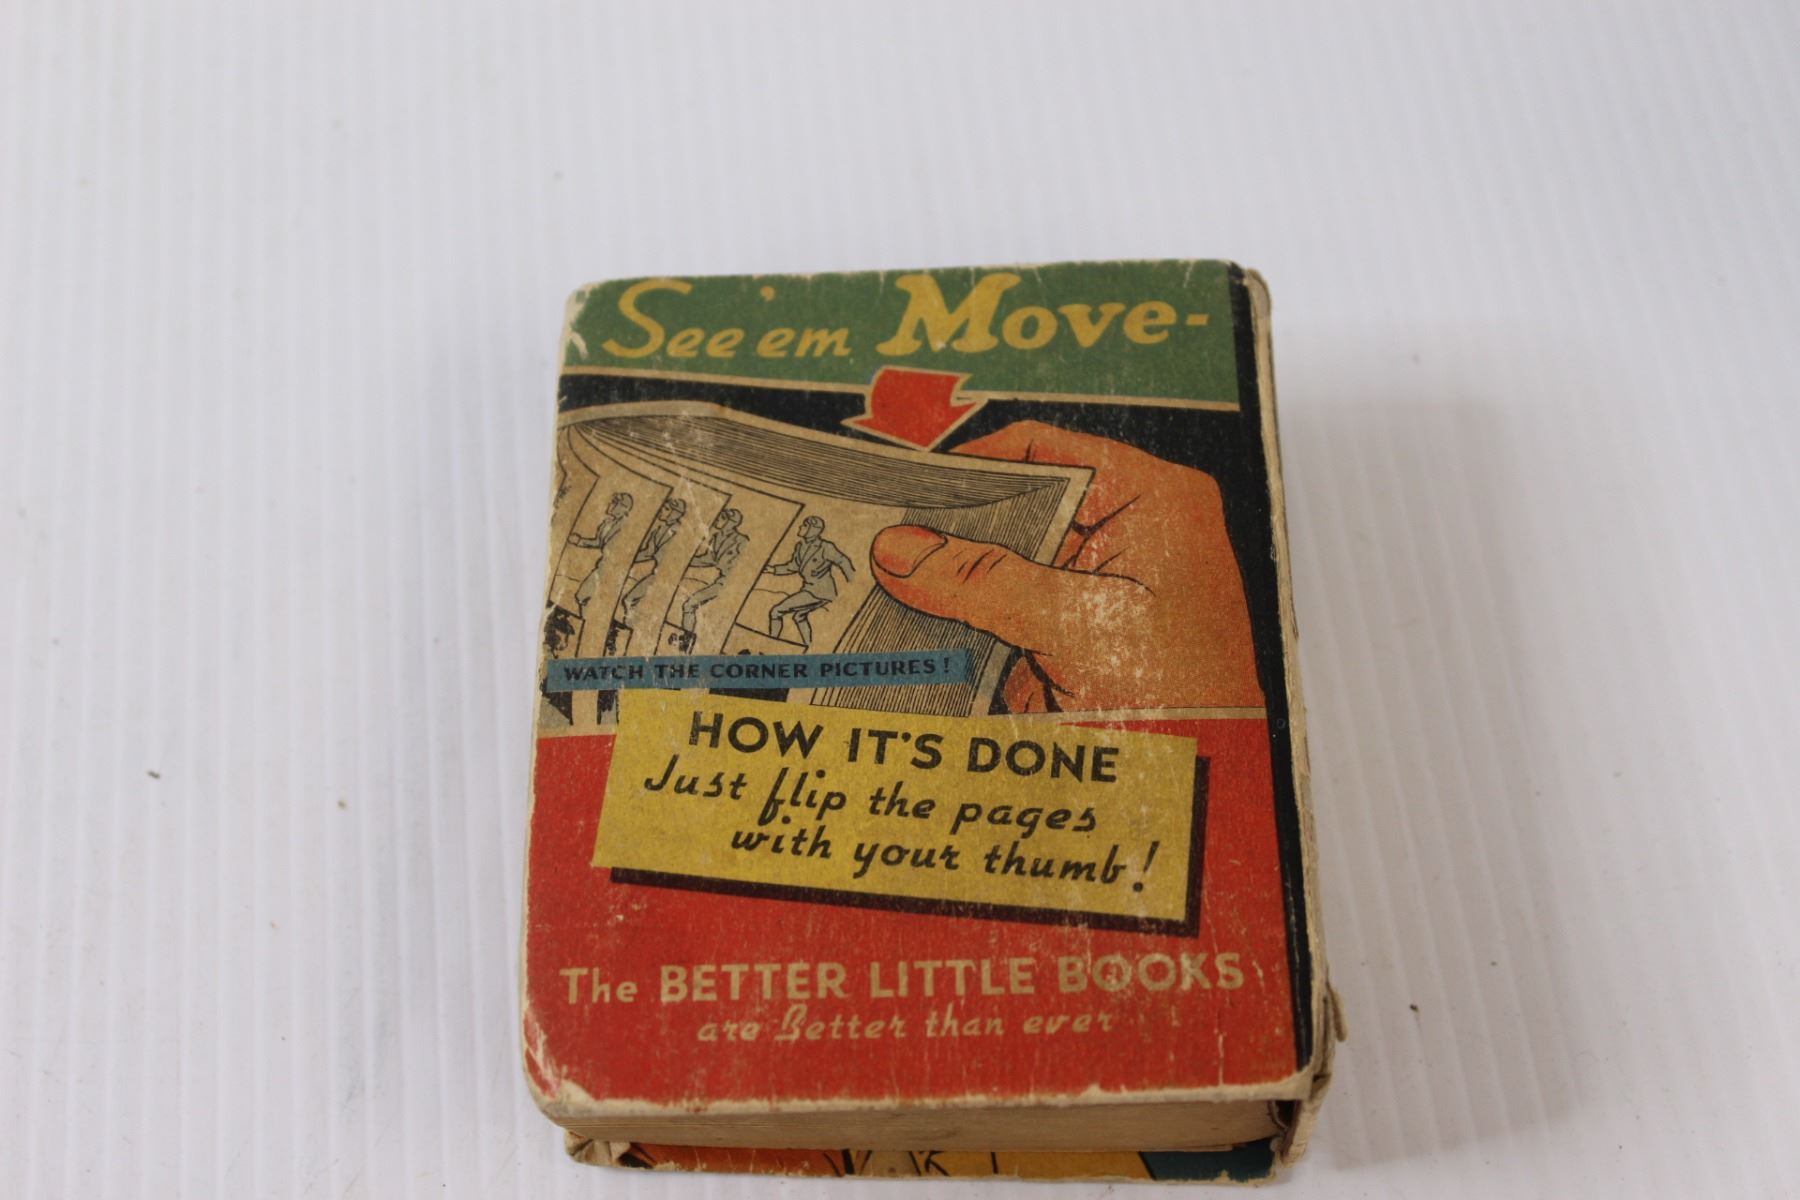 See 'em Move-
WATCH THE CORNER PICTURES!
HOW IT'S DONE
Just flip the pages
with your thumb!
The BETTER LITTLE BOOKS
are Better than ever